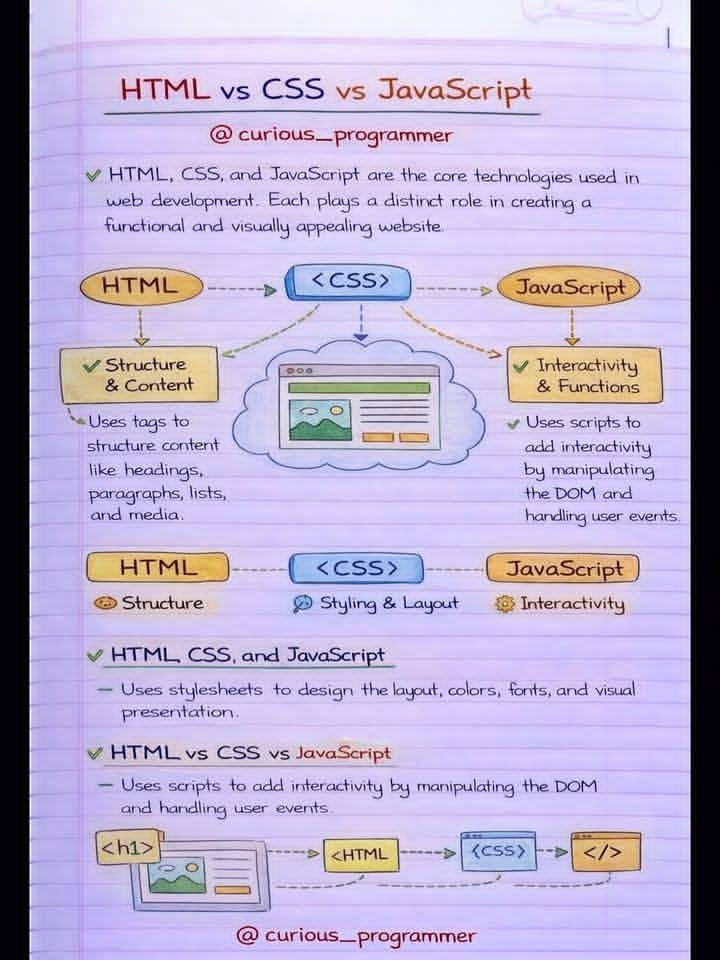 HTML vs CSS vs JavaScript
@ curious_programmer
HTML, CSS, and JavaScript are the core technologies used in
web development. Each plays a distinct role in creating a
functional and visually appealing website.
HTML
<CSS>
JavaScript
Structure
& Content
Interactivity
& Functions
Uses tags to
structure content
like headings,
paragraphs, lists,
and media.
Uses scripts to
add interactivity
by manipulating
the DOM and
handling user events.
HTML
<CSS>
JavaScript
Structure
Styling & Layout
Interactivity
HTML, CSS, and JavaScript
– Uses stylesheets to design the layout, colors, fonts, and visual
presentation.
HTML vs CSS vs JavaScript
– Uses scripts to add interactivity by manipulating the DOM
and handling user events.
<h1>
<HTML
<CSS>
</>
@ curious_programmer